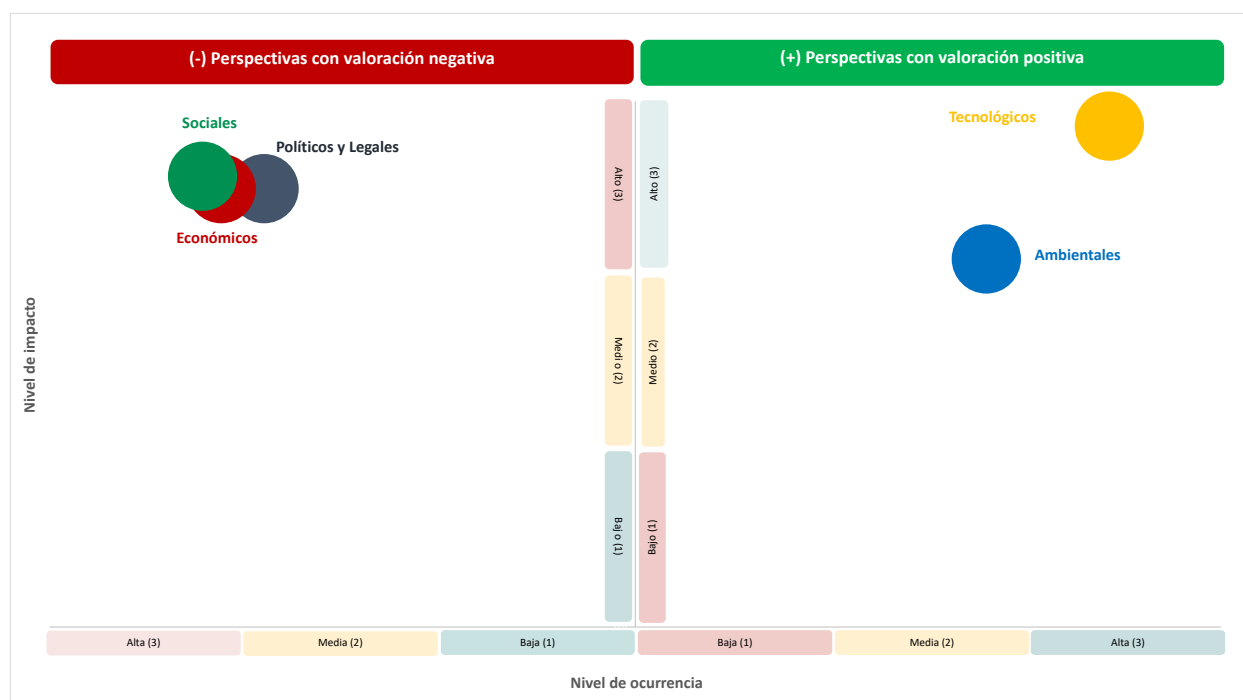 (-) Perspectivas con valoración negativa
(+) Perspectivas con valoración positiva
Sociales
Políticos y Legales
Económicos
Tecnológicos
Ambientales
Nivel de impacto
Alto (3)
Alto (3)
Medi o (2)
Medio (2)
Baj o (1)
Bajo (1)
Alta (3)
Media (2)
Baja (1)
Baja (1)
Media (2)
Alta (3)
Nivel de ocurrencia